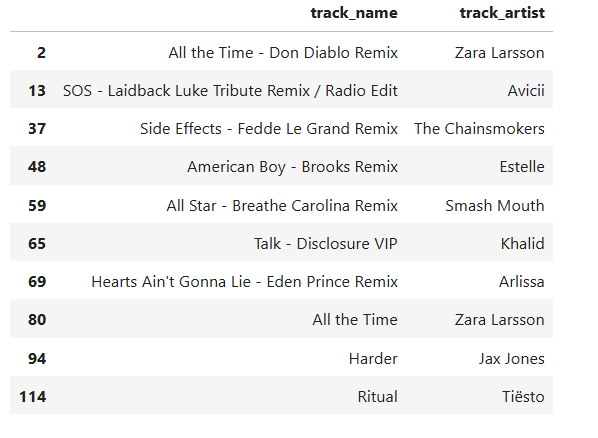 track_name track_artist
2 All the Time - Don Diablo Remix Zara Larsson
13 SOS - Laidback Luke Tribute Remix / Radio Edit Avicii
37 Side Effects - Fedde Le Grand Remix The Chainsmokers
48 American Boy - Brooks Remix Estelle
59 All Star - Breathe Carolina Remix Smash Mouth
65 Talk - Disclosure VIP Khalid
69 Hearts Ain't Gonna Lie - Eden Prince Remix Arlissa
80 All the Time Zara Larsson
94 Harder Jax Jones
114 Ritual Tiësto